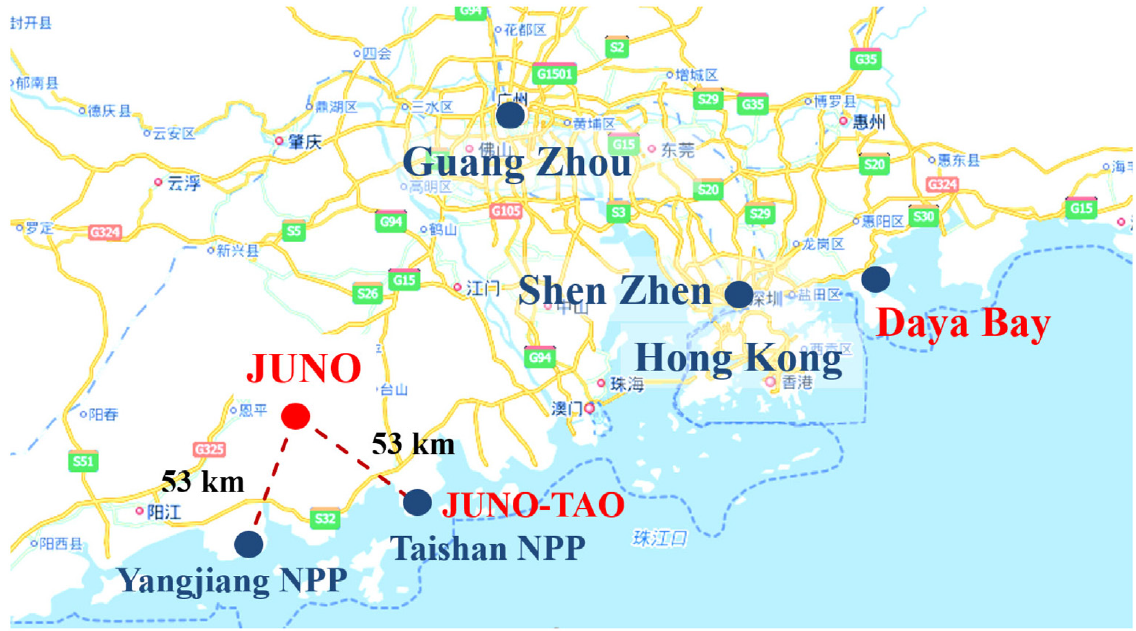 封开县
G94
花都区
S2
四会
G1501
增城区
G35
郁南县
德庆县
鼎湖区
三水区
广州
S29
G35
博罗县
云安区
肇庆
黄埔区
惠州
佛山
G15
东莞
S20
惠东县
Guang Zhou
云浮
高明区
S20
G324
G105
S3
S29
G15
罗定
G324
S5
G94
鹤山
惠阳区
S30
新兴县
龙岗区
G15
S26
江门
Shen Zhen
深圳
盐田区
中山
Daya Bay
G94
Hong Kong
西贡区
JUNO
台山
珠海
香港
阳春
恩平
澳门
53 km
G325
S51
53 km
阳江
S32
JUNO-TAO
珠江口
阳西县
Taishan NPP
Yangjiang NPP